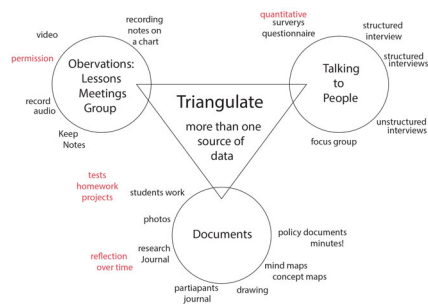 video
recording
notes on
a chart
permission
Obervations:
Lessons
Meetings
Group
record
audio
Keep
Notes
Triangulate
more than one
source of
data
quantitative
surverys
questionnaire
structured
interview
structured
interviews
Talking
to
People
unstructured
interviews
focus group
tests
homework
projects
students work
photos
research
Journal
reflection
over time
Documents
policy documents
minutes!
mind maps
concept maps
drawing
partiapants
journal